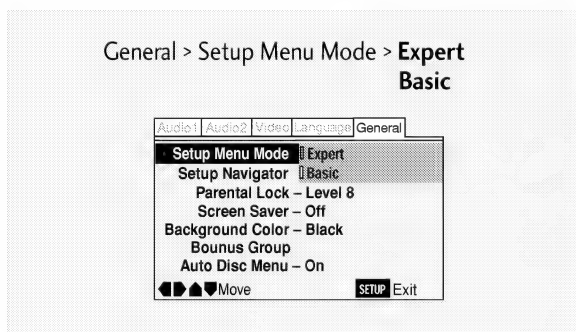 General > Setup Menu Mode > Expert
Basic
Audio1 Audio2 Video Language General
Setup Menu Mode Expert
Setup Navigator Basic
Parental Lock – Level 8
Screen Saver – Off
Background Color – Black
Bounus Group
Auto Disc Menu – On
Move SETUP Exit